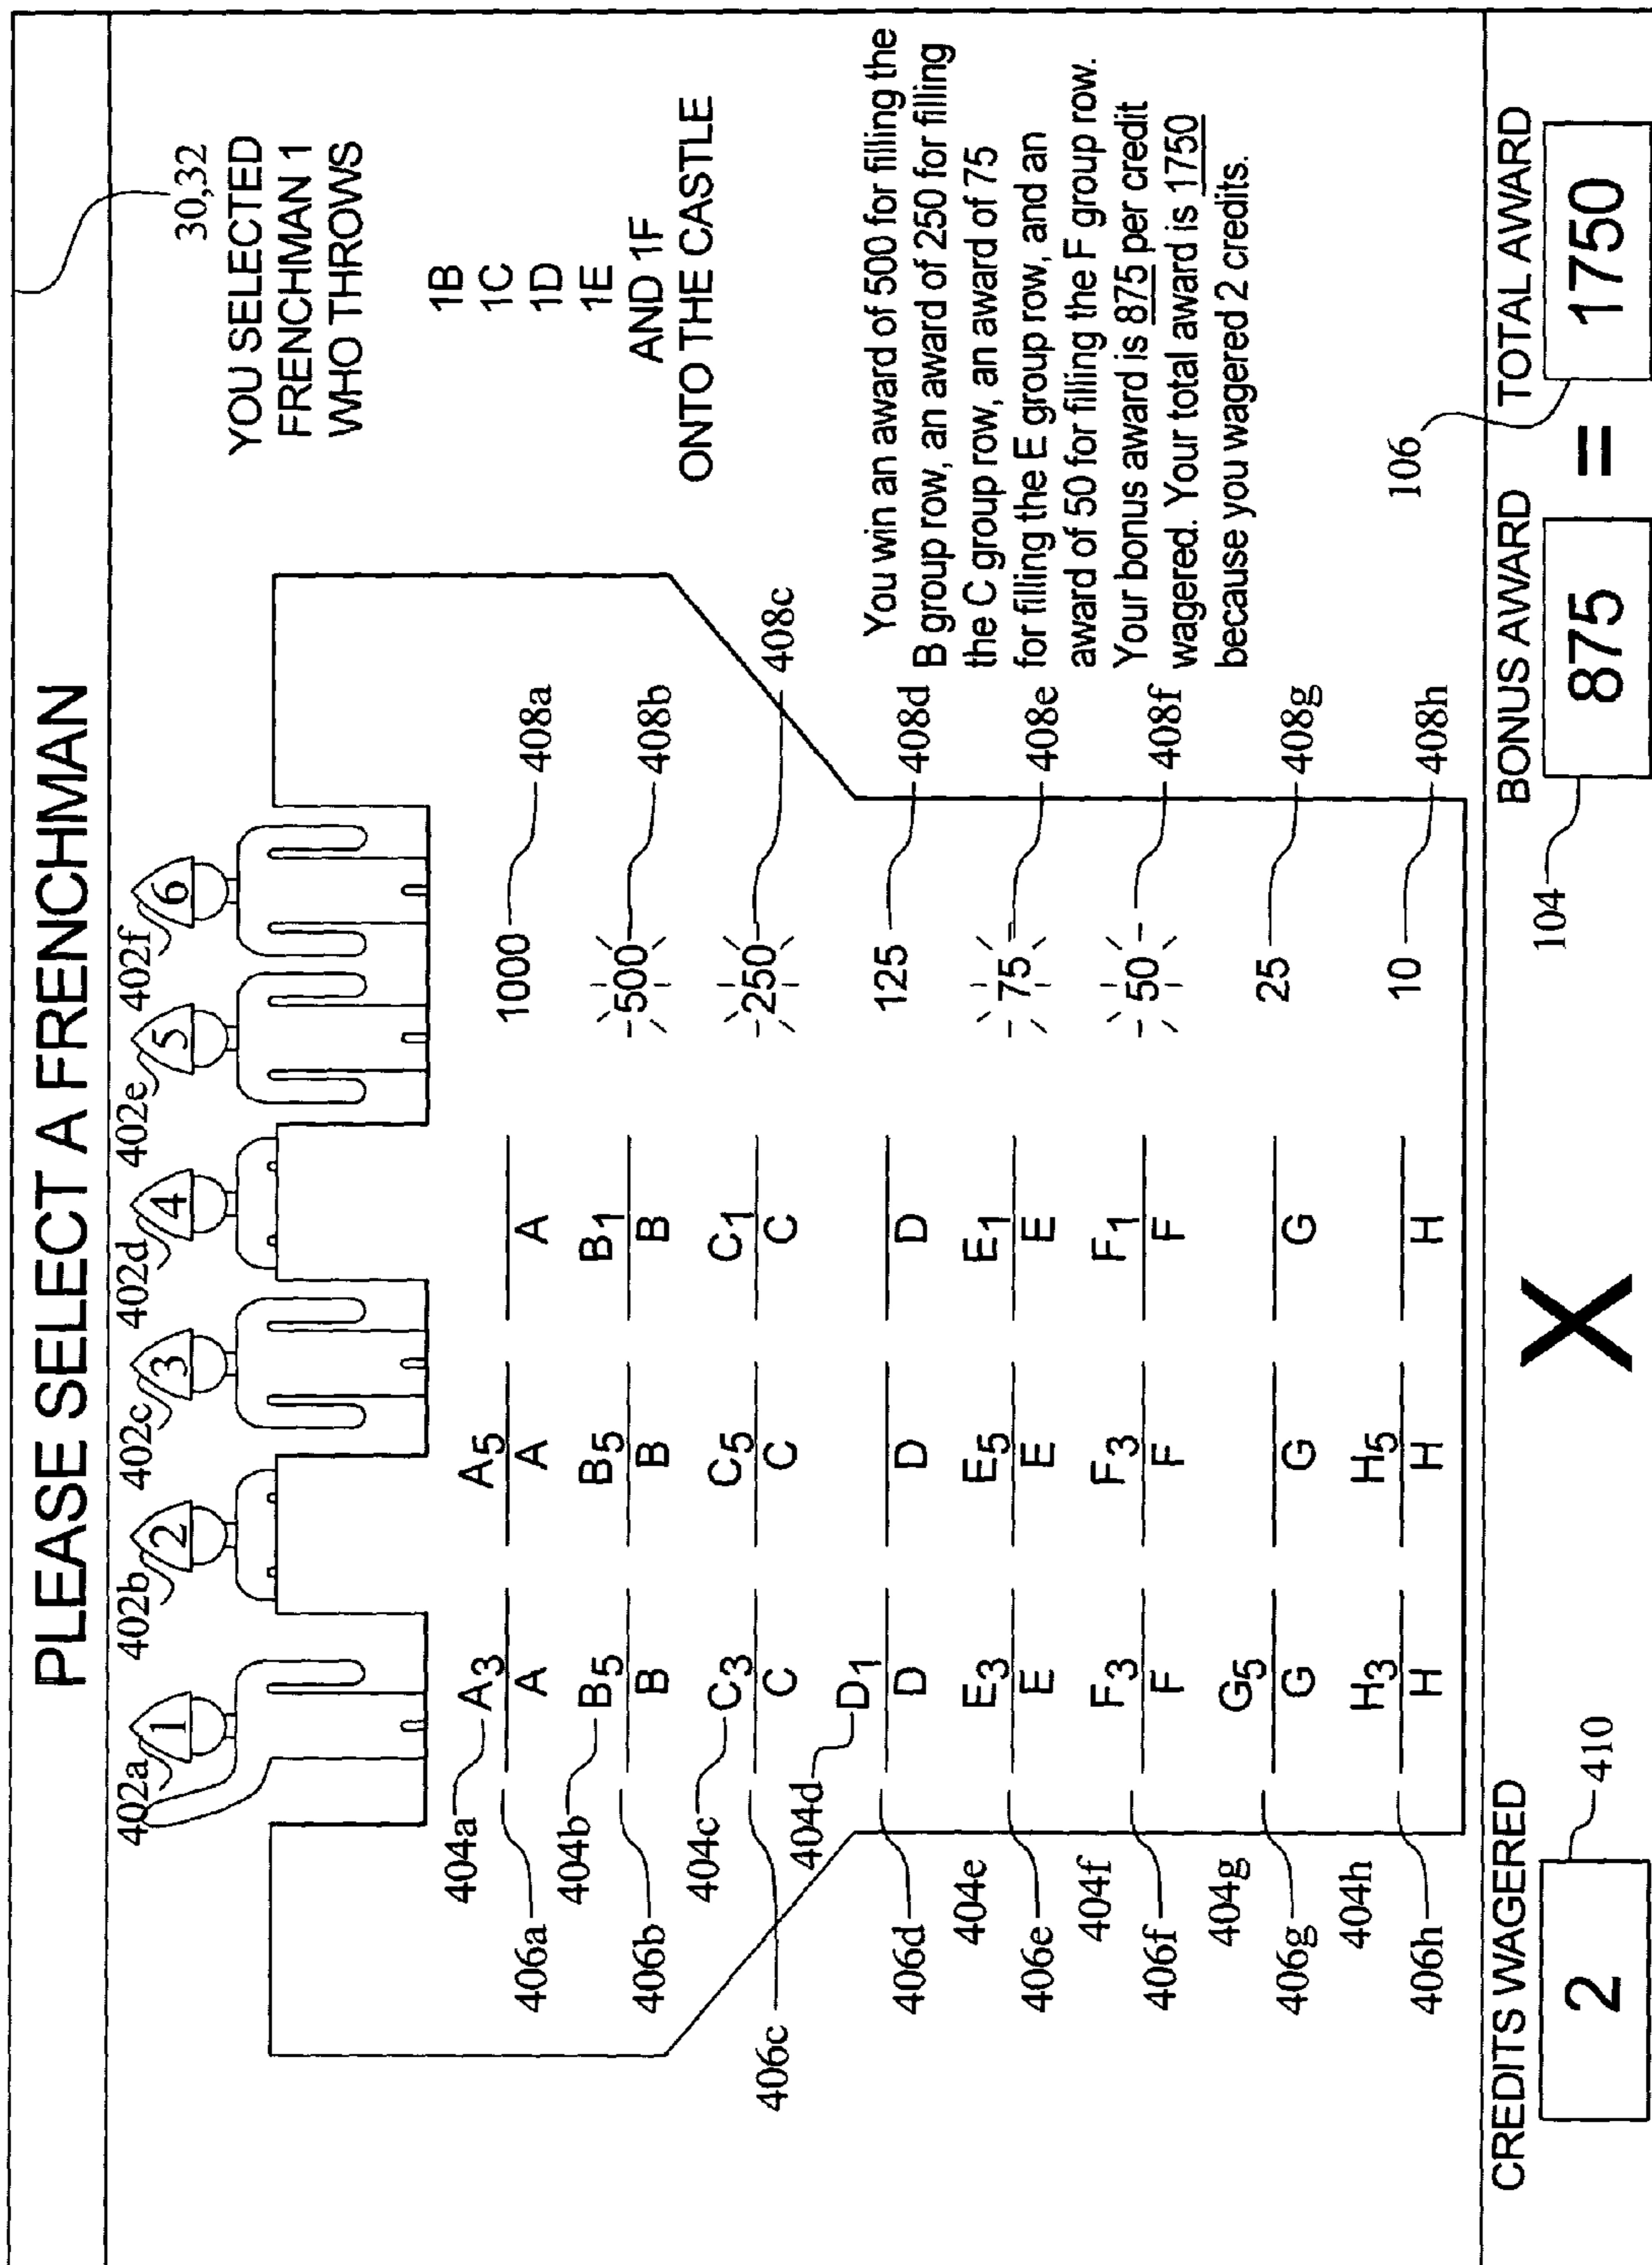 PLEASE SELECT A FRENCHMAN
30,32
402a 402b 402c 402d 402e 402f
1 2 3 4 5 6
YOU SELECTED
FRENCHMAN 1
WHO THROWS
1B
1C
1D
1E
AND 1F
ONTO THE CASTLE
404a A3 A5
406a A A A 1000 408a
404b B5 B5 B1
406b B B B 500 408b
404c C3 C5 C1
406c C C C 250 408c
404d D1
406d D D D 125 408d
404e E3 E5 E1
406e E E E 75 408e
404f F3 F3 F1
406f F F F 50 408f
404g G5
406g G G G 25 408g
404h H3 H5
406h H H H 10 408h
You win an award of 500 for filling the
B group row, an award of 250 for filling
the C group row, an award of 75
for filling the E group row, and an
award of 50 for filling the F group row.
Your bonus award is 875 per credit
wagered. Your total award is 1750
because you wagered 2 credits.
CREDITS WAGERED BONUS AWARD TOTAL AWARD
2 X 875 = 1750
410 104 106